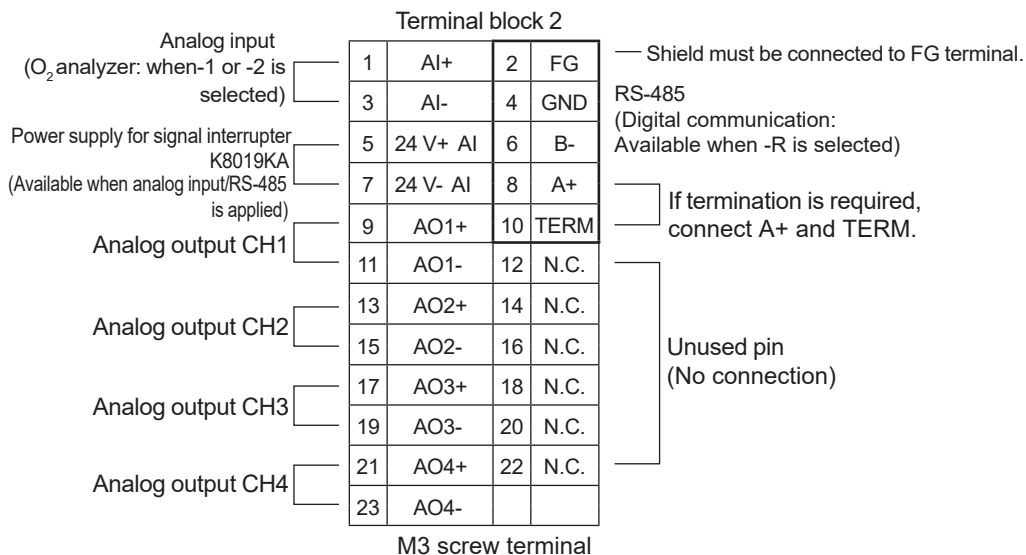 Terminal block 2
Analog input
(O2 analyzer: when-1 or -2 is
selected)
Power supply for signal interrupter
K8019KA
(Available when analog input/RS-485
is applied)
Analog output CH1
Analog output CH2
Analog output CH3
Analog output CH4
1 AI+ 2 FG
3 AI- 4 GND
5 24 V+ AI 6 B-
7 24 V- AI 8 A+
9 AO1+ 10 TERM
11 AO1- 12 N.C.
13 AO2+ 14 N.C.
15 AO2- 16 N.C.
17 AO3+ 18 N.C.
19 AO3- 20 N.C.
21 AO4+ 22 N.C.
23 AO4-
Shield must be connected to FG terminal.
RS-485
(Digital communication:
Available when -R is selected)
If termination is required,
connect A+ and TERM.
Unused pin
(No connection)
M3 screw terminal